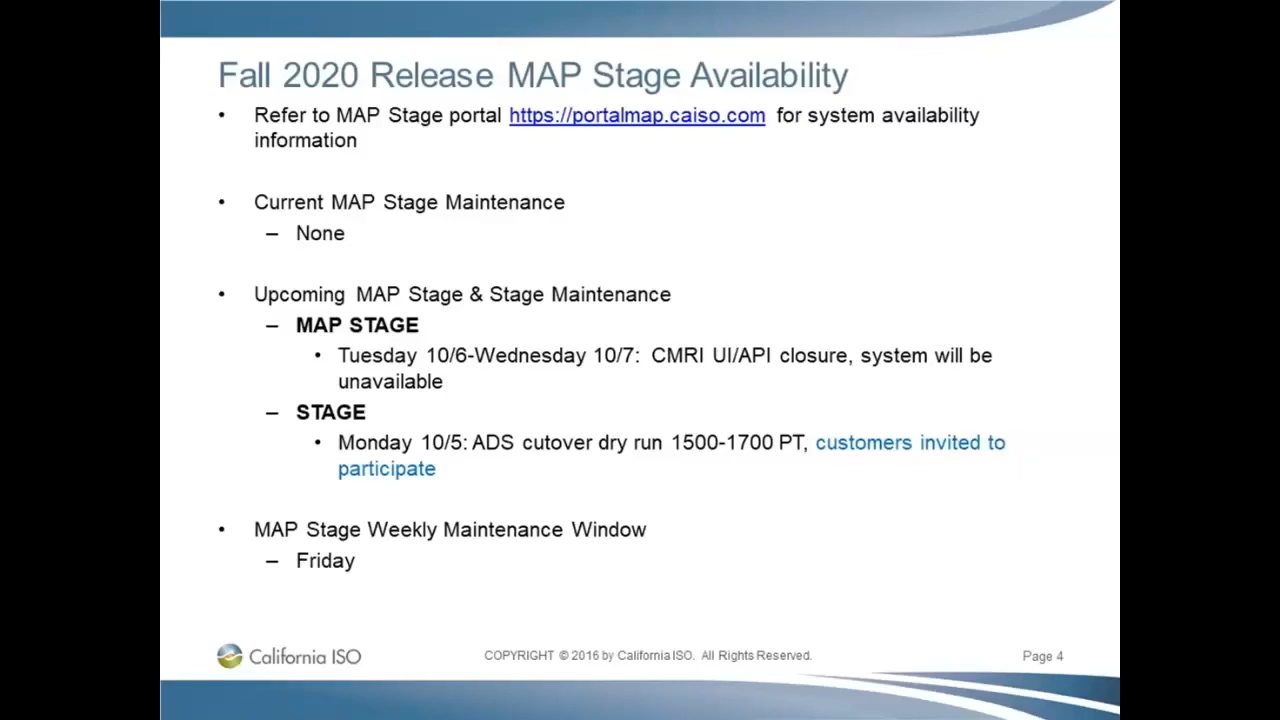 Fall 2020 Release MAP Stage Availability
• Refer to MAP Stage portal https://portalmap.caiso.com for system availability
information
• Current MAP Stage Maintenance
– None
• Upcoming MAP Stage & Stage Maintenance
– MAP STAGE
• Tuesday 10/6-Wednesday 10/7: CMRI UI/API closure, system will be
unavailable
– STAGE
• Monday 10/5: ADS cutover dry run 1500-1700 PT, customers invited to
participate
• MAP Stage Weekly Maintenance Window
– Friday
California ISO COPYRIGHT © 2016 by California ISO. All Rights Reserved. Page 4